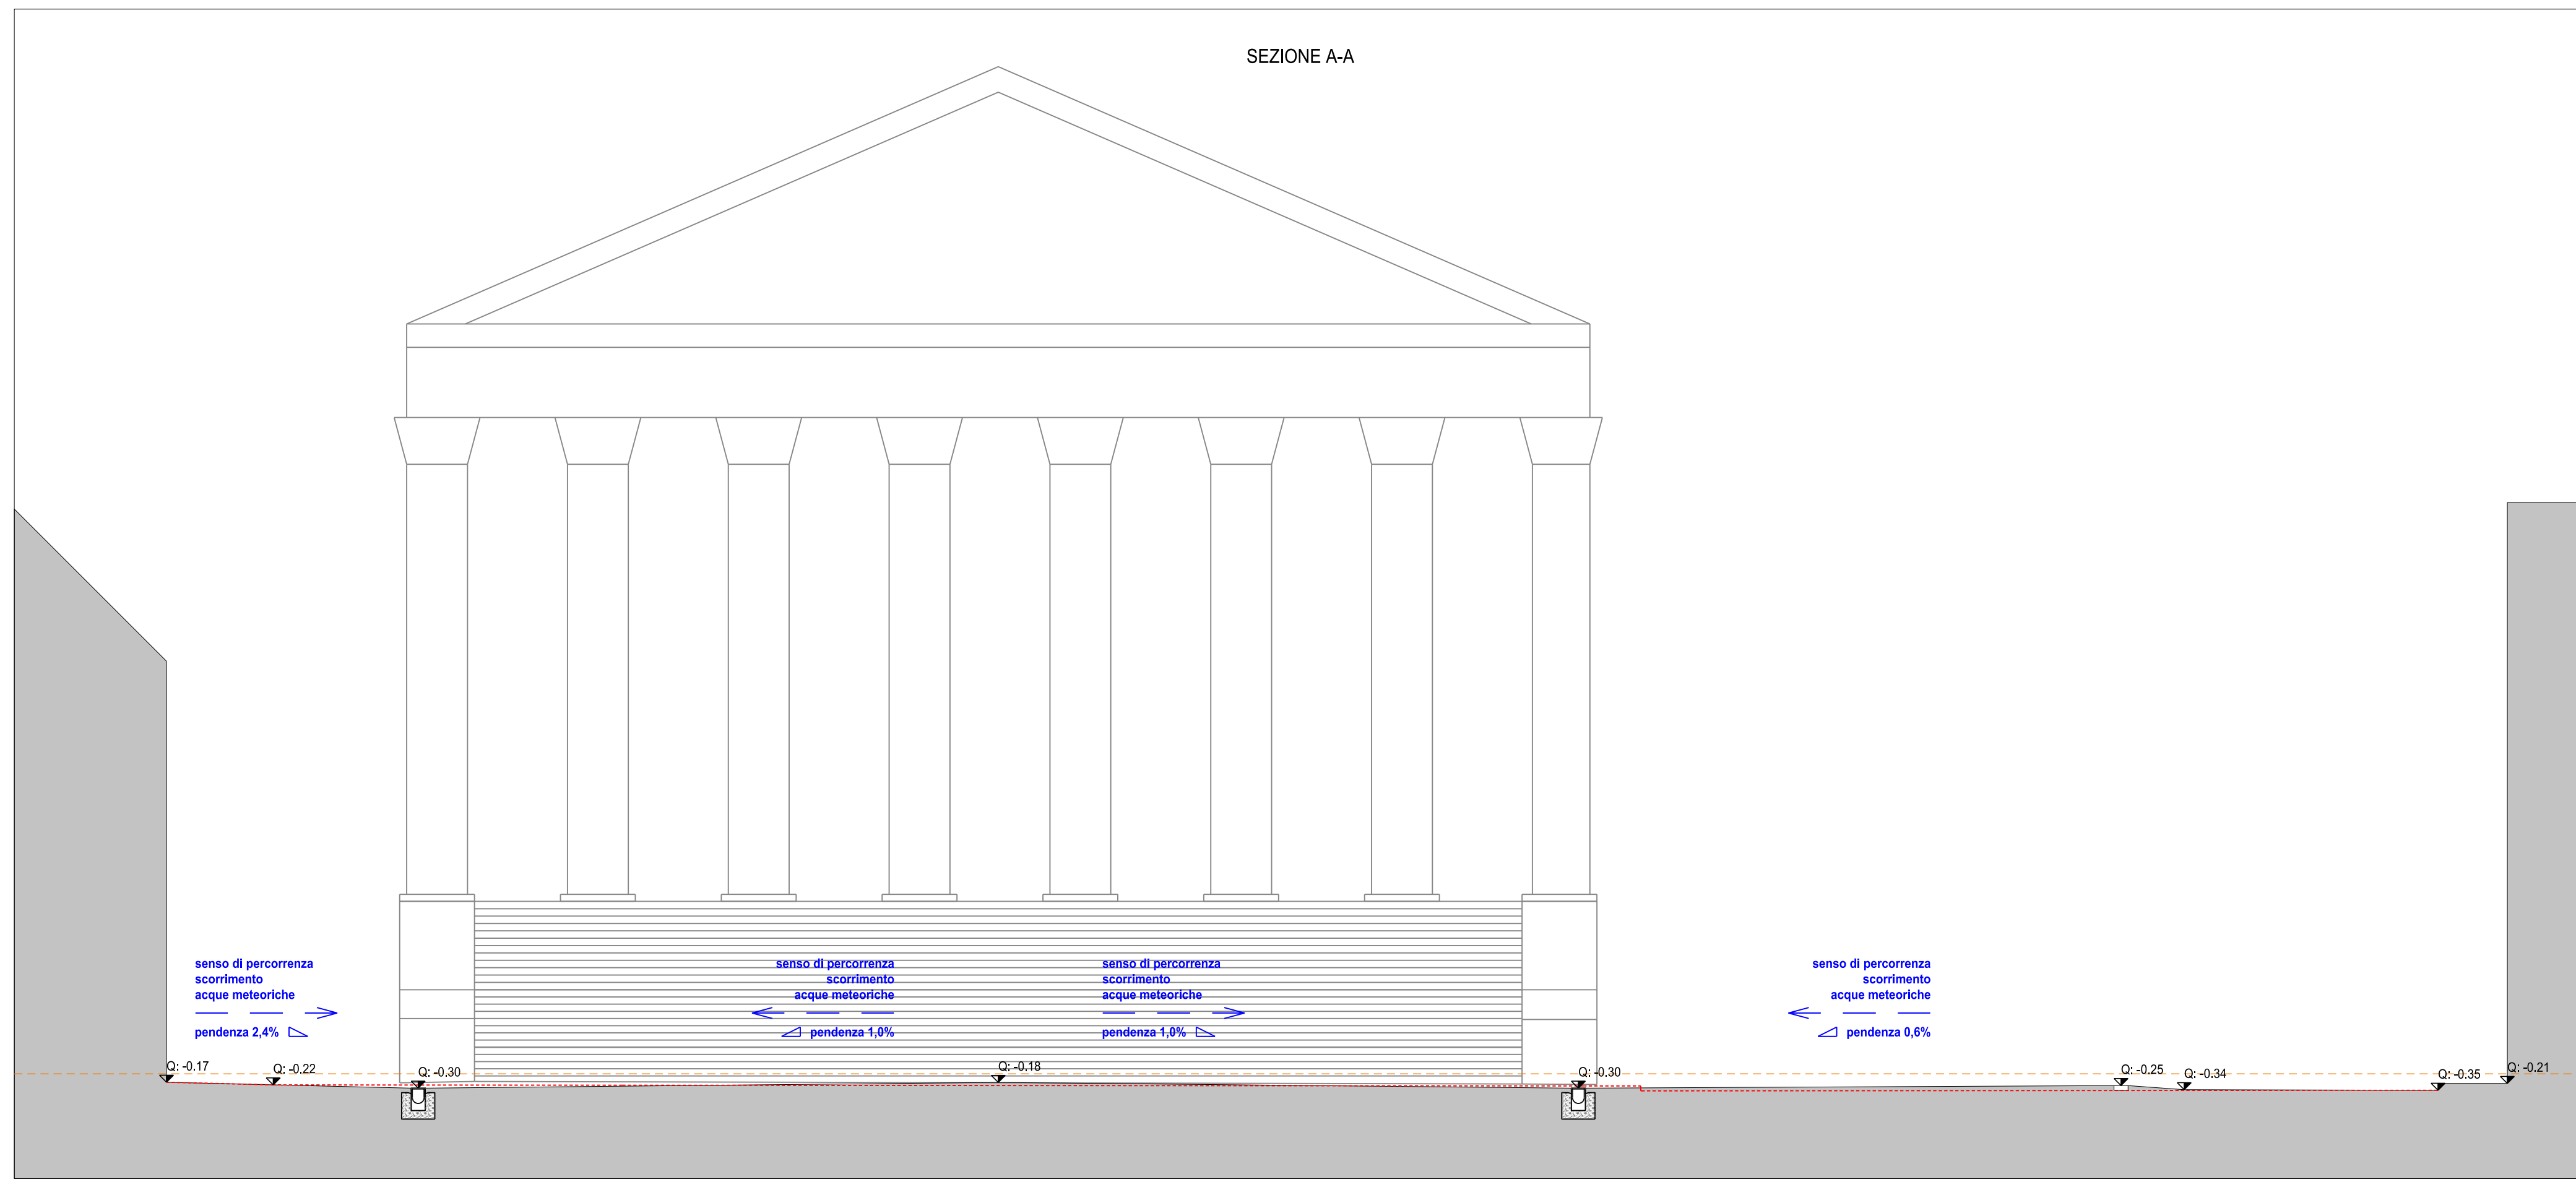 SEZIONE A-A
senso di percorrenza
scorrimento
acque meteoriche
pendenza 2,4%
senso di percorrenza
scorrimento
acque meteoriche
pendenza 1,0%
senso di percorrenza
scorrimento
acque meteoriche
pendenza 1,0%
senso di percorrenza
scorrimento
acque meteoriche
pendenza 0,6%
Q: -0.17
Q: -0.22
Q: -0.30
Q: -0.18
Q: -0.30
Q: -0.25
Q: -0.34
Q: -0.35
Q: -0.21